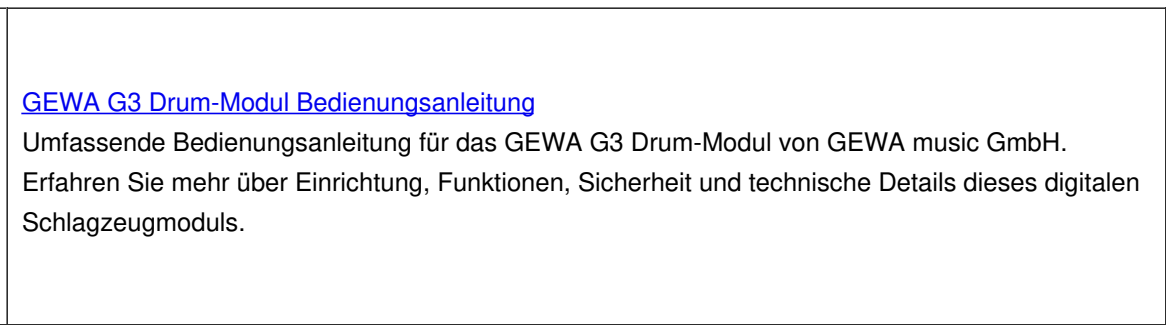 GEWA G3 Drum-Modul Bedienungsanleitung
Umfassende Bedienungsanleitung für das GEWA G3 Drum-Modul von GEWA music GmbH.
Erfahren Sie mehr über Einrichtung, Funktionen, Sicherheit und technische Details dieses digitalen
Schlagzeugmoduls.